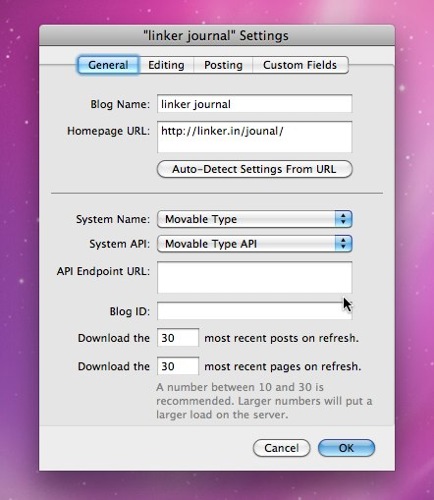 "linker journal" Settings
General Editing Posting Custom Fields
Blog Name: linker journal
Homepage URL: http://linker.in/jounal/
Auto-Detect Settings From URL
System Name: Movable Type
System API: Movable Type API
API Endpoint URL:
Blog ID:
Download the 30 most recent posts on refresh.
Download the 30 most recent pages on refresh.
A number between 10 and 30 is
recommended. Larger numbers will put a
larger load on the server.
Cancel OK